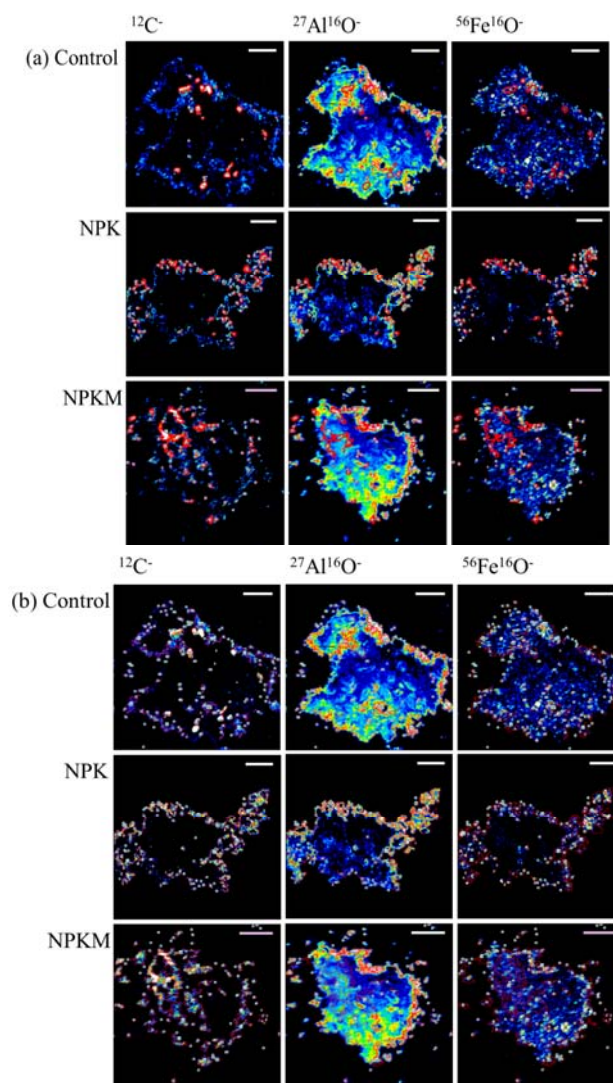 ¹²C⁻ ²⁷Al¹⁶O⁻ ⁵⁶Fe¹⁶O⁻
(a) Control
NPK
NPKM
¹²C⁻ ²⁷Al¹⁶O⁻ ⁵⁶Fe¹⁶O⁻
(b) Control
NPK
NPKM